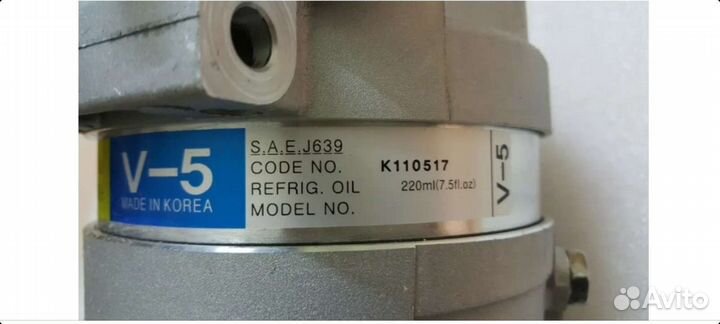 V-5
MADE IN KOREA
S.A.E.J639
CODE NO. K110517
REFRIG. OIL 220ml(7.5fl.oz)
MODEL NO.
V-5
Avito